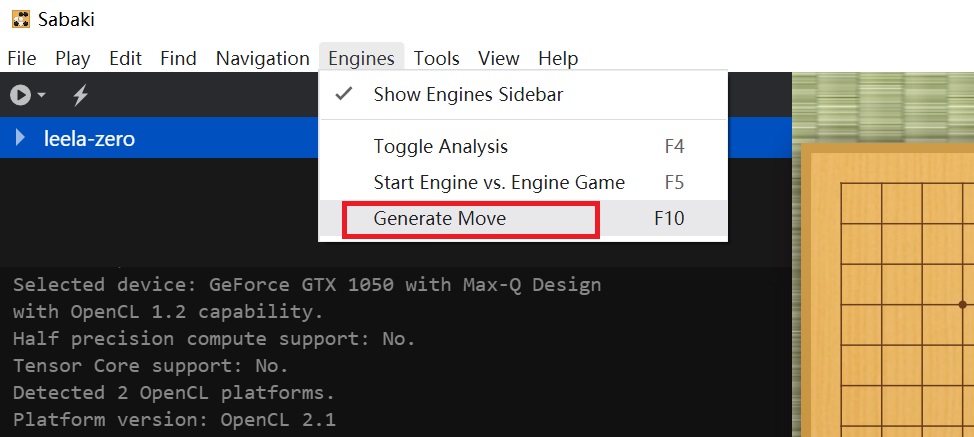 Sabaki
File Play Edit Find Navigation Engines Tools View Help
Show Engines Sidebar
leela-zero
Toggle Analysis F4
Start Engine vs. Engine Game F5
Generate Move F10
Selected device: GeForce GTX 1050 with Max-Q Design
with OpenCL 1.2 capability.
Half precision compute support: No.
Tensor Core support: No.
Detected 2 OpenCL platforms.
Platform version: OpenCL 2.1